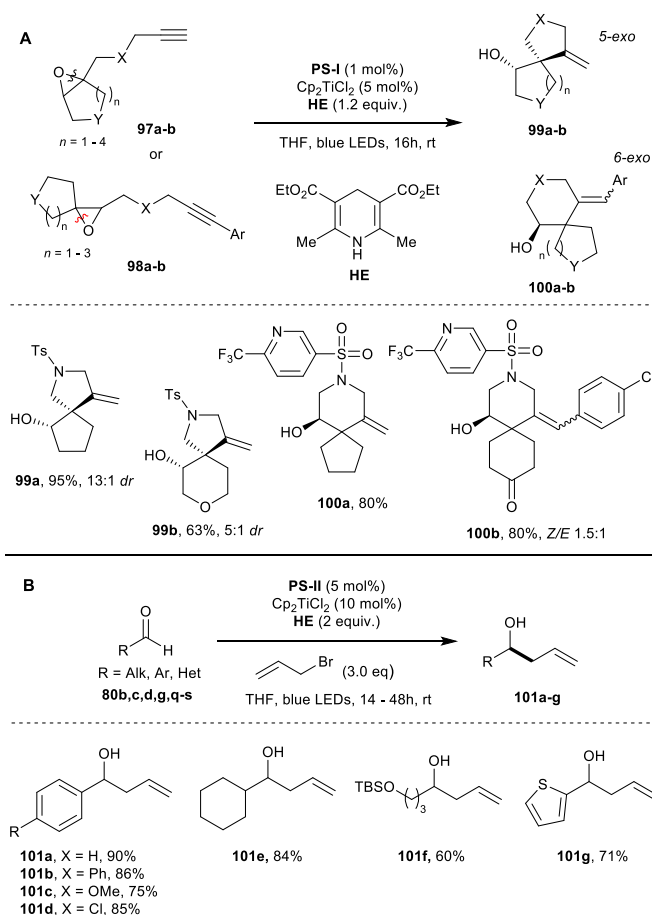 A
X
O
Y
n
n = 1 - 4
97a-b
or
Y
n
X
O
Ar
n = 1 - 3
98a-b
PS-I (1 mol%)
Cp2TiCl2 (5 mol%)
HE (1.2 equiv.)
THF, blue LEDs, 16h, rt
EtO2C
CO2Et
Me
N
H
Me
HE
X
5-exo
HO
n
Y
99a-b
6-exo
X
Ar
HO
n
Y
100a-b
Ts
N
HO
99a, 95%, 13:1 dr
Ts
N
HO
O
99b, 63%, 5:1 dr
N
O
F3C
S
O
N
HO
100a, 80%
N
O
F3C
S
O
N
C
HO
O
100b, 80%, Z/E 1.5:1
B
O
R
H
R = Alk, Ar, Het
80b,c,d,g,q-s
PS-II (5 mol%)
Cp2TiCl2 (10 mol%)
HE (2 equiv.)
Br (3.0 eq)
THF, blue LEDs, 14 - 48h, rt
OH
R
101a-g
OH
R
101a, X = H, 90%
101b, X = Ph, 86%
101c, X = OMe, 75%
101d, X = Cl, 85%
OH
101e, 84%
OH
TBSO
3
101f, 60%
OH
S
101g, 71%